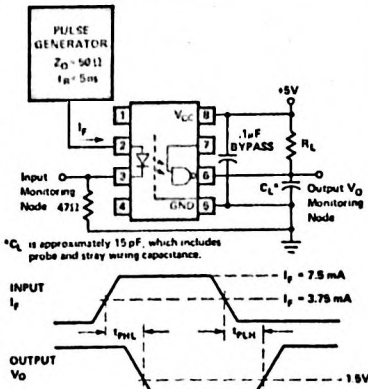 PULSE
GENERATOR
Z_O = 50 Ω
t_R = 5 ns
+5V
I_F
1
2
3
4
V_CC
GND
8
7
6
5
.1µF
BYPASS
R_L
C_L*
Output V_O
Monitoring
Node
Input
Monitoring
Node
47Ω
*C_L is approximately 15 pF, which includes
probe and stray wiring capacitance.
INPUT
I_F
I_F = 7.5 mA
I_F = 3.75 mA
t_PHL
t_PLH
OUTPUT
V_O
1.5V